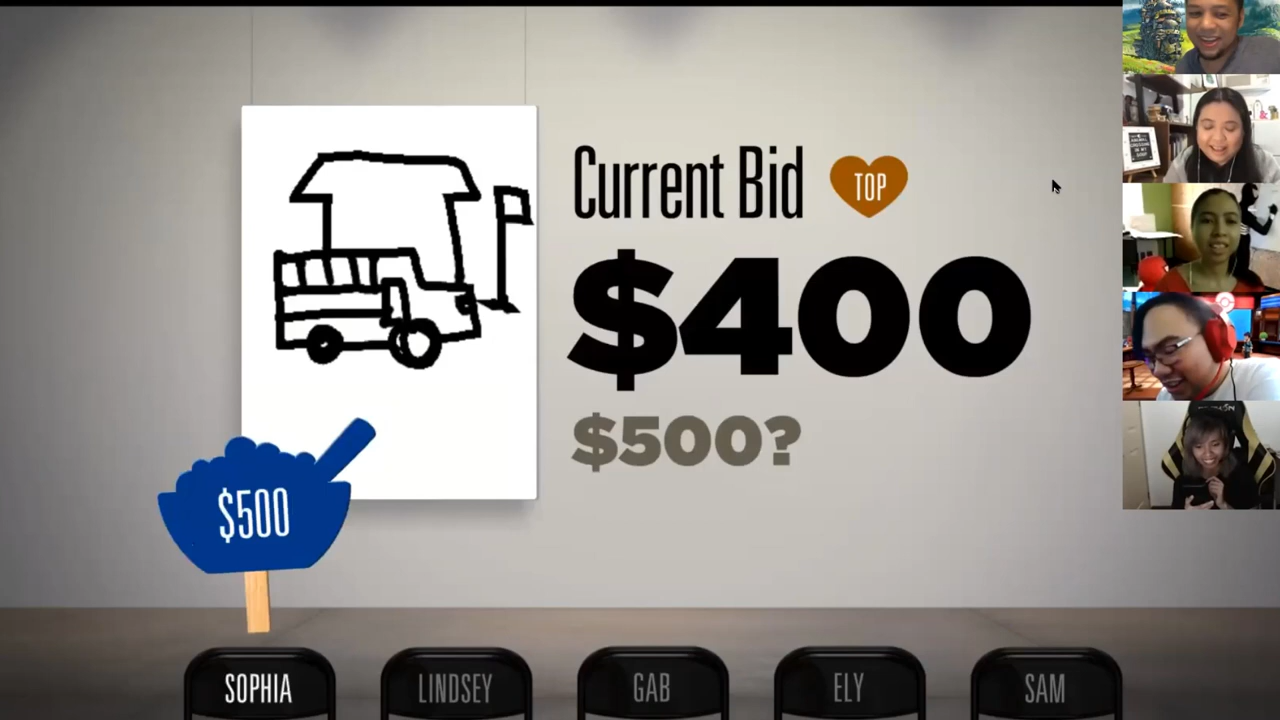 Current Bid
TOP
$400
$500?
$500
SOPHIA
LINDSEY
GAB
ELY
SAM